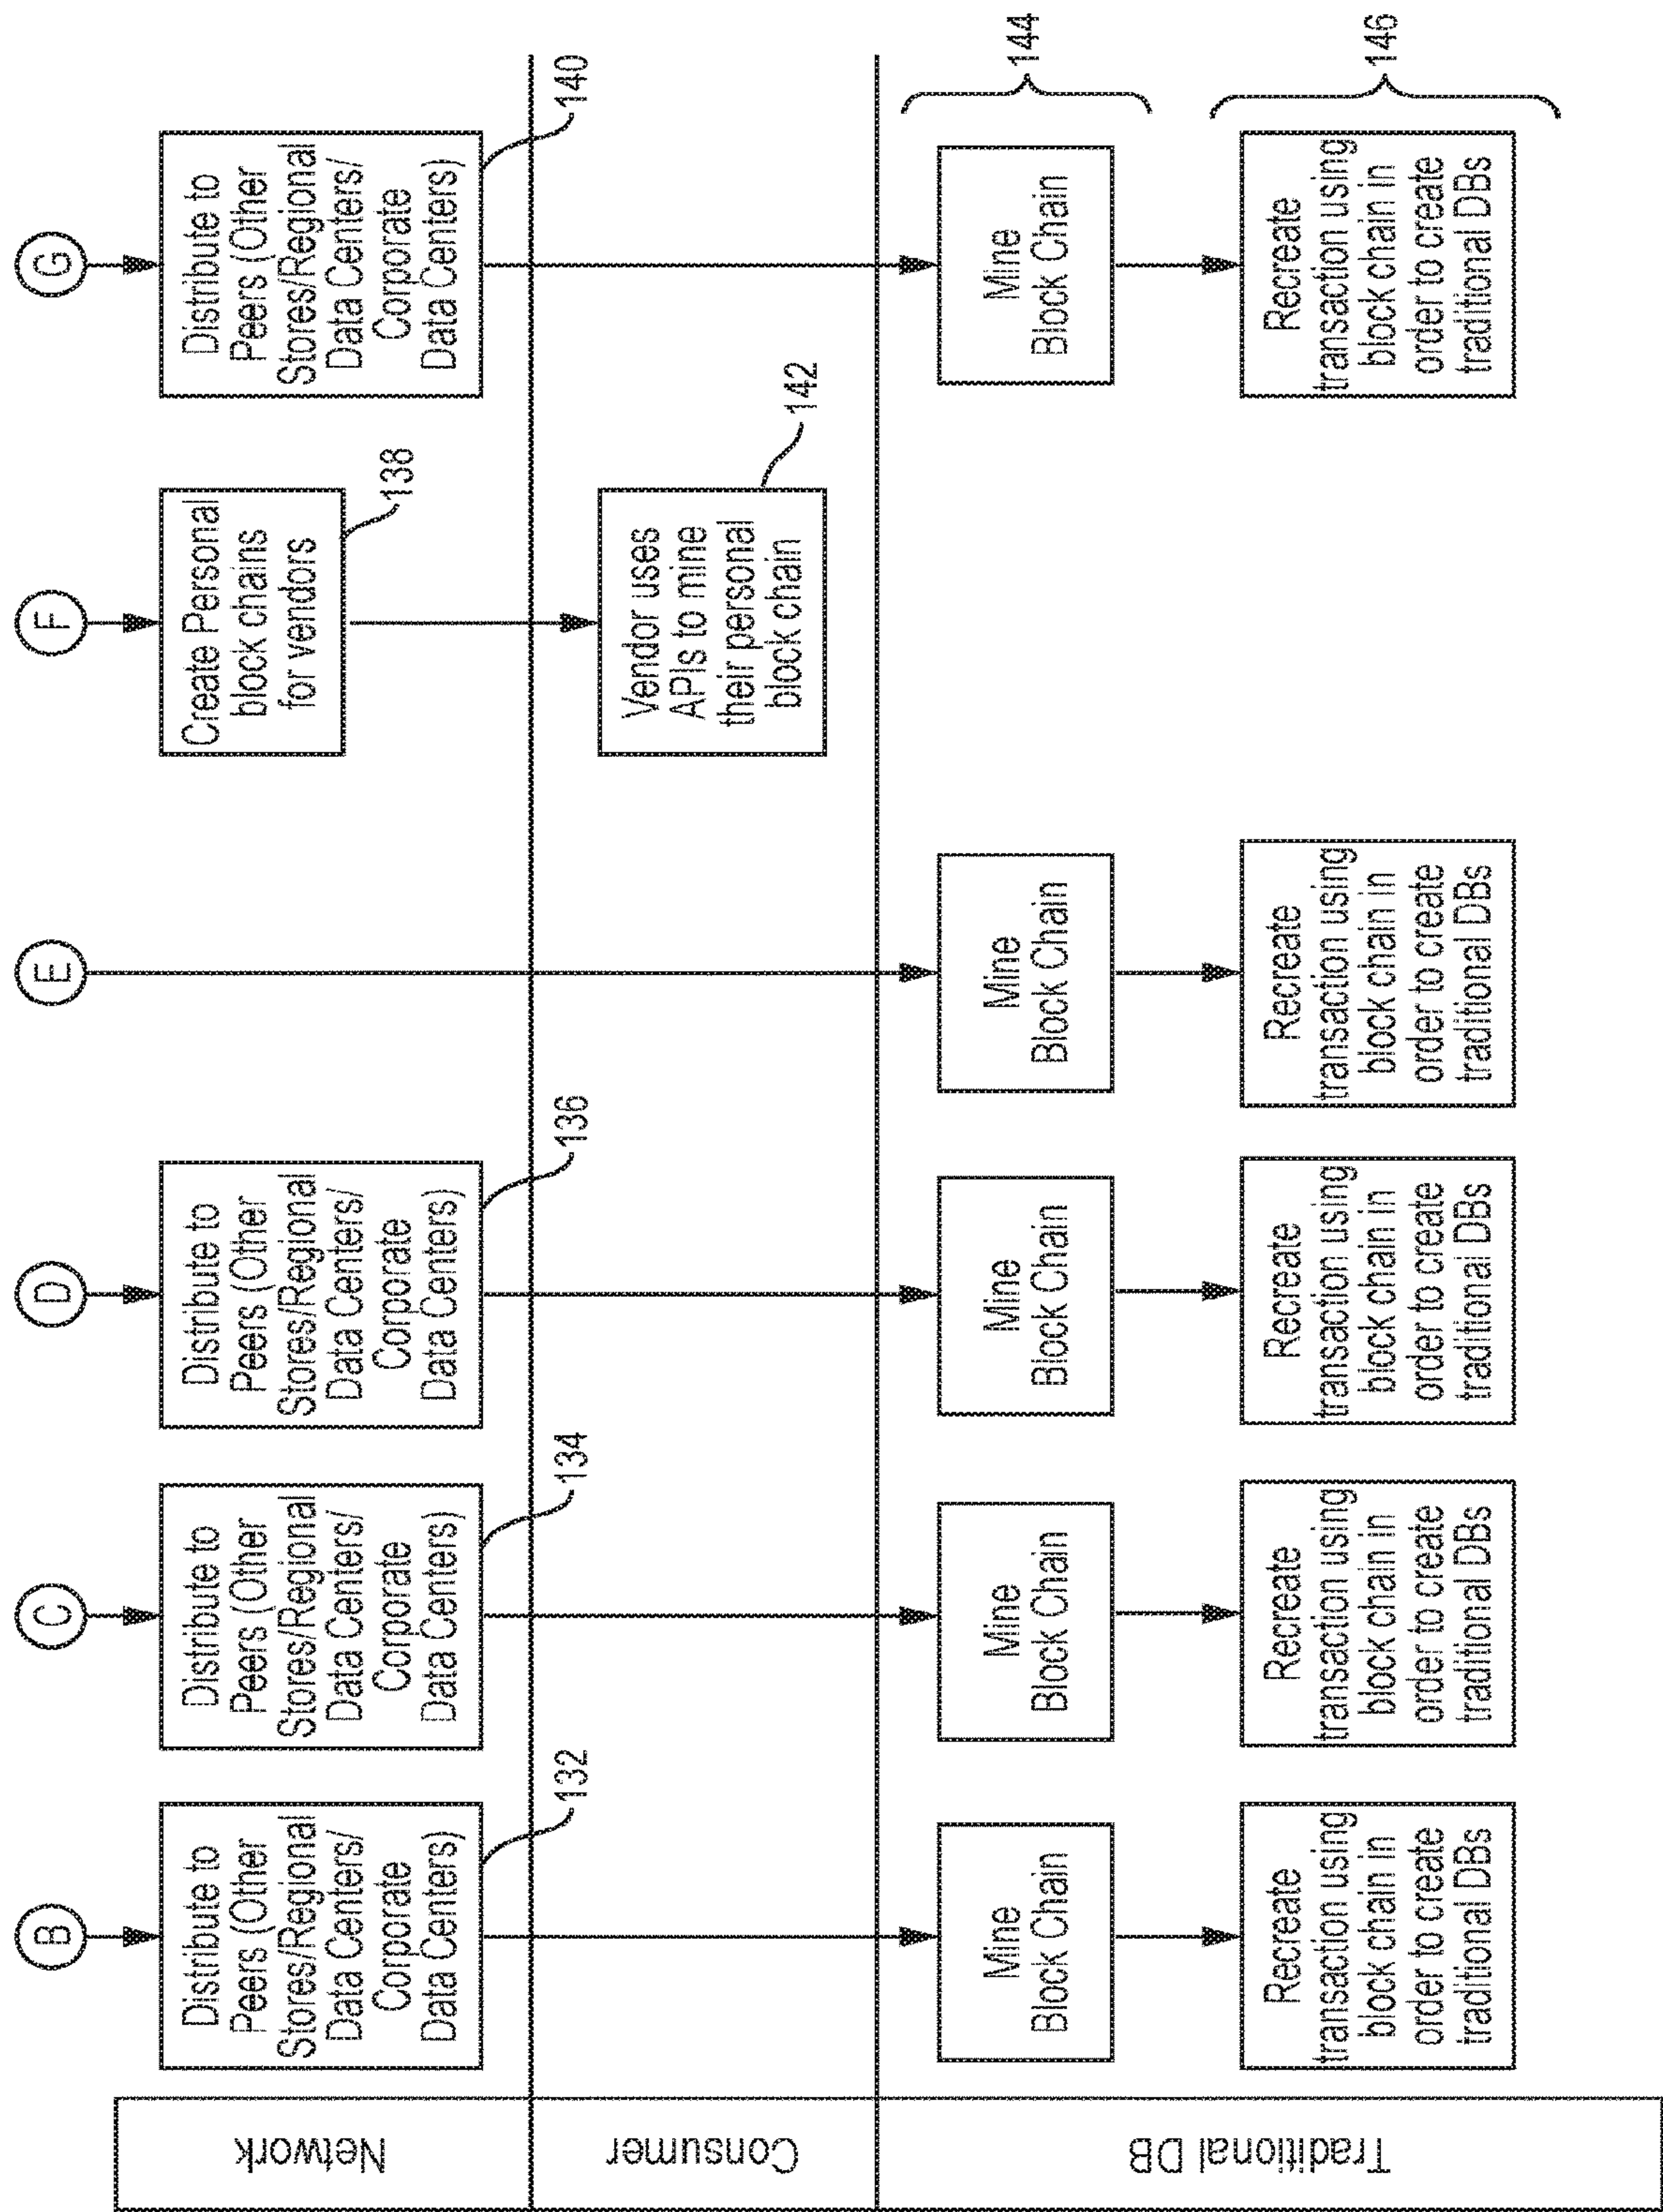 B
C
D
E
F
G
Network
Distribute to
Peers (Other
Stores/Regional
Data Centers/
Corporate
Data Centers)
132
Distribute to
Peers (Other
Stores/Regional
Data Centers/
Corporate
Data Centers)
134
Distribute to
Peers (Other
Stores/Regional
Data Centers/
Corporate
Data Centers)
136
Create Personal
block chains
for vendors
138
Distribute to
Peers (Other
Stores/Regional
Data Centers/
Corporate
Data Centers)
140
Consumer
Vendor uses
APIs to mine
their personal
block chain
142
Traditional DB
Mine
Block Chain
Mine
Block Chain
Mine
Block Chain
Mine
Block Chain
Mine
Block Chain
144
Recreate
transaction using
block chain in
order to create
traditional DBs
Recreate
transaction using
block chain in
order to create
traditional DBs
Recreate
transaction using
block chain in
order to create
traditional DBs
Recreate
transaction using
block chain in
order to create
traditional DBs
Recreate
transaction using
block chain in
order to create
traditional DBs
146